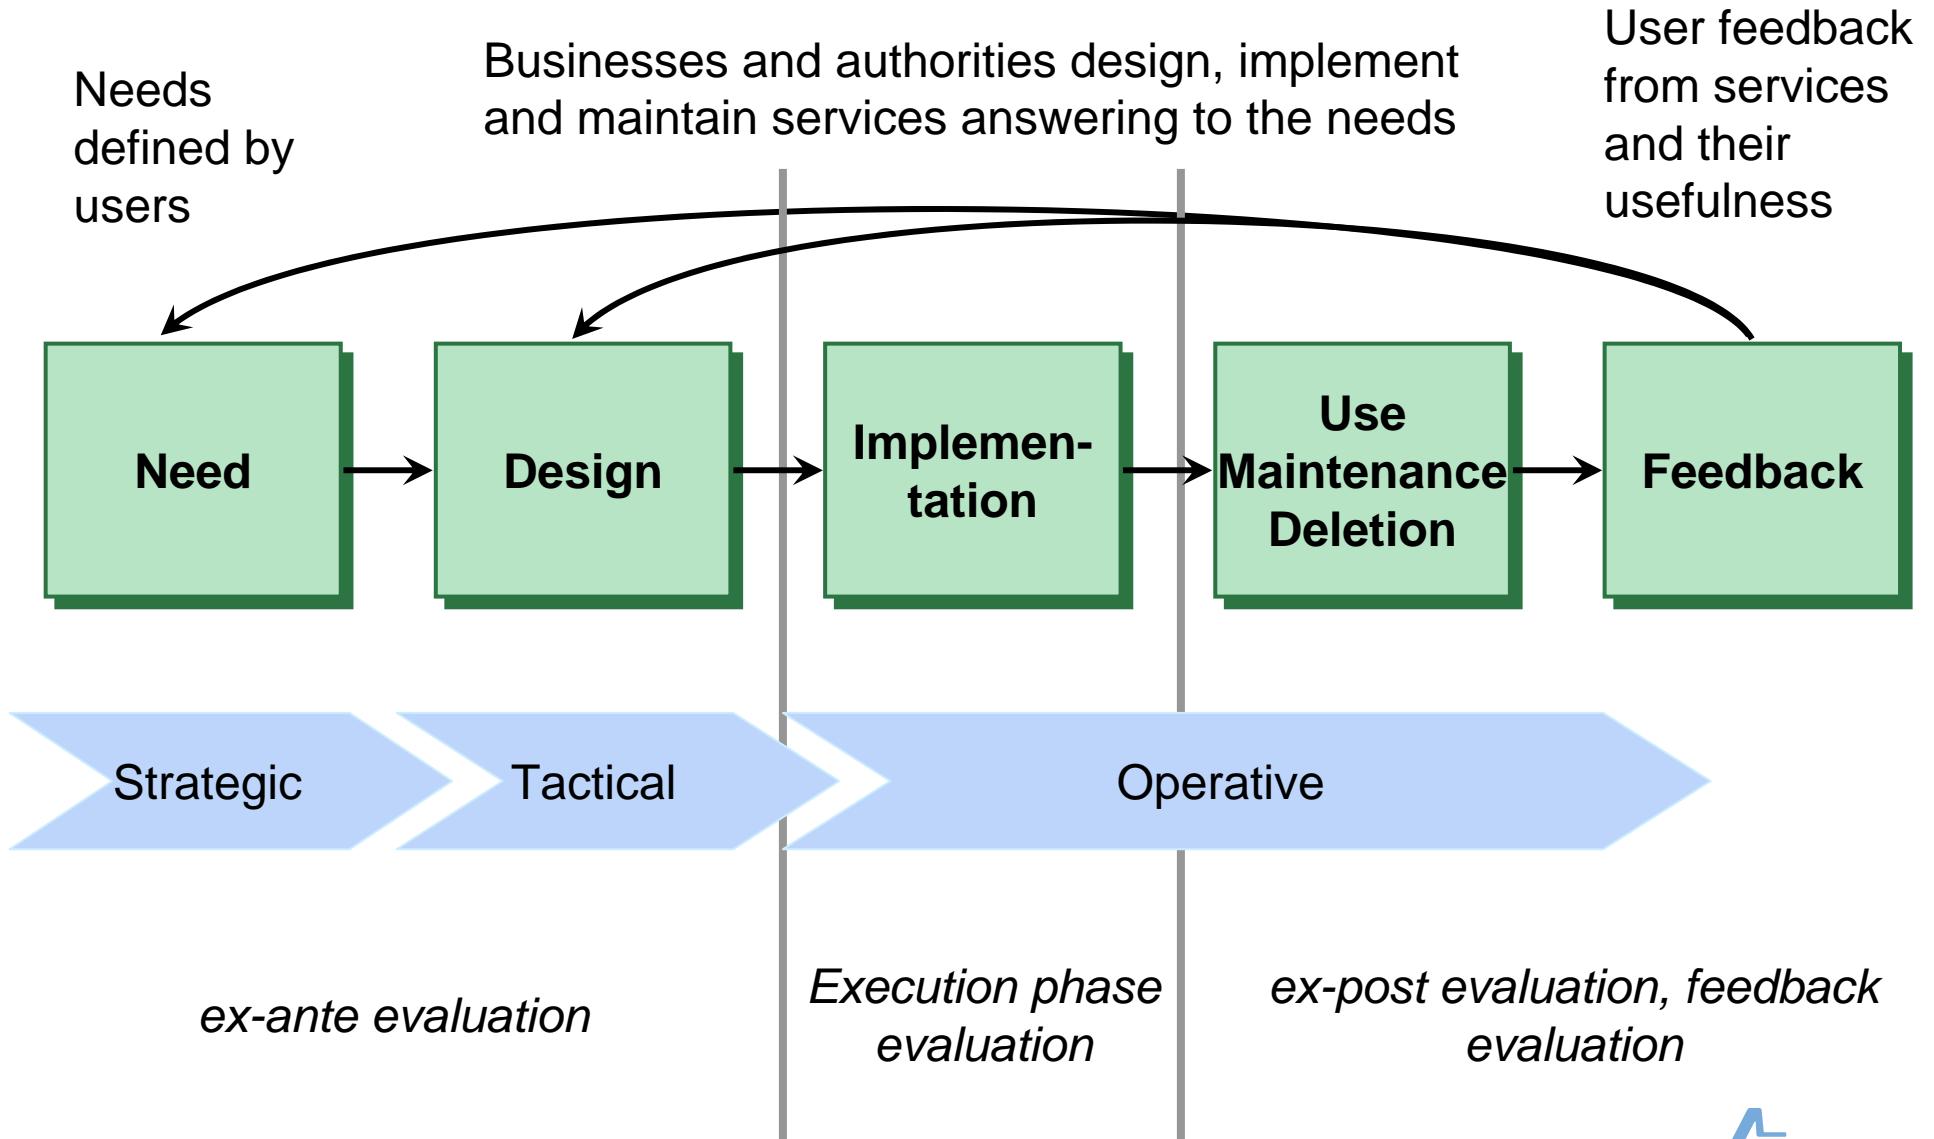 Needs
defined by
users
Businesses and authorities design, implement
and maintain services answering to the needs
User feedback
from services
and their
usefulness
Need
Design
Implemen-
tation
Use
Maintenance
Deletion
Feedback
Strategic
Tactical
Operative
ex-ante evaluation
Execution phase
evaluation
ex-post evaluation, feedback
evaluation